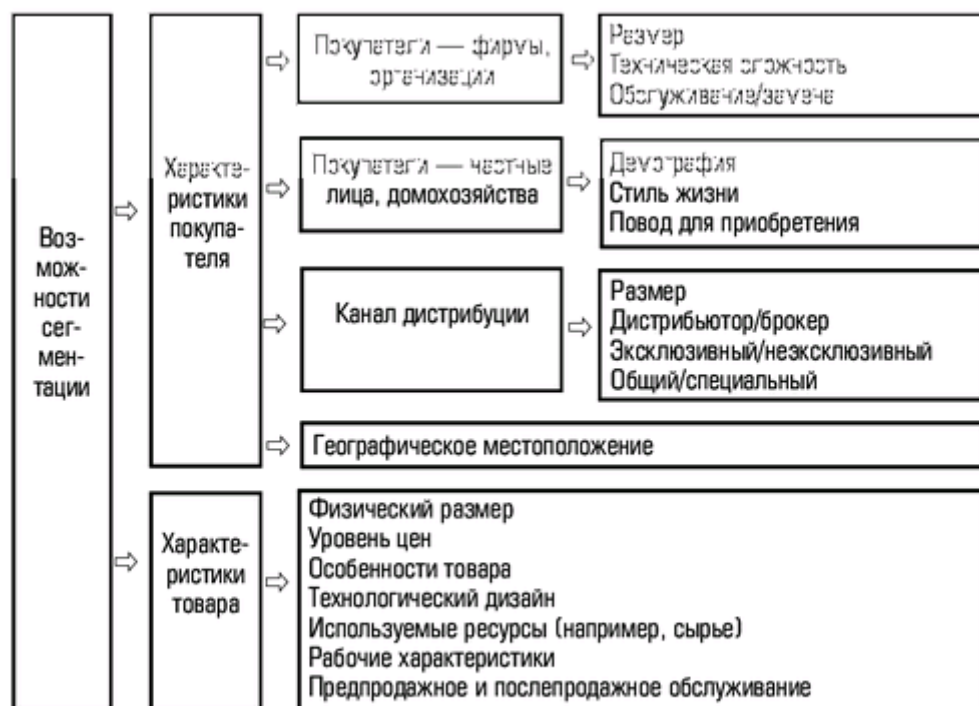 Воз-
мож-
ности
сег-
мен-
тации
Характе-
ристики
покупа-
теля
Покупатели — фирмы,
организации
Размер
Техническая сложность
Обслуживание/замена
Покупатели — частные
лица, домохозяйства
Демография
Стиль жизни
Повод для приобретения
Канал дистрибуции
Размер
Дистрибьютор/брокер
Эксклюзивный/неэксклюзивный
Общий/специальный
Географическое местоположение
Характе-
ристики
товара
Физический размер
Уровень цен
Особенности товара
Технологический дизайн
Используемые ресурсы (например, сырье)
Рабочие характеристики
Предпродажное и послепродажное обслуживание